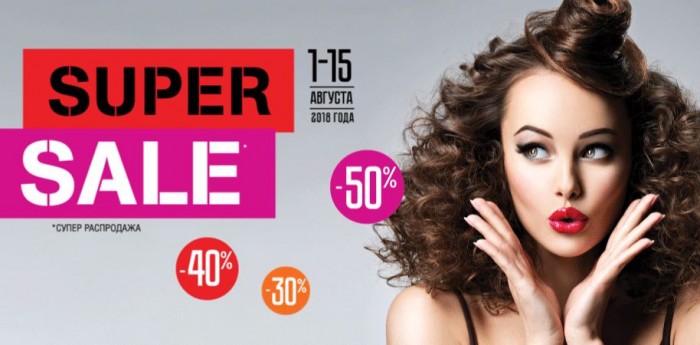 SUPER
SALE*
*СУПЕР РАСПРОДАЖА
1-15
АВГУСТА
2018 ГОДА
-50%
-40%
-30%